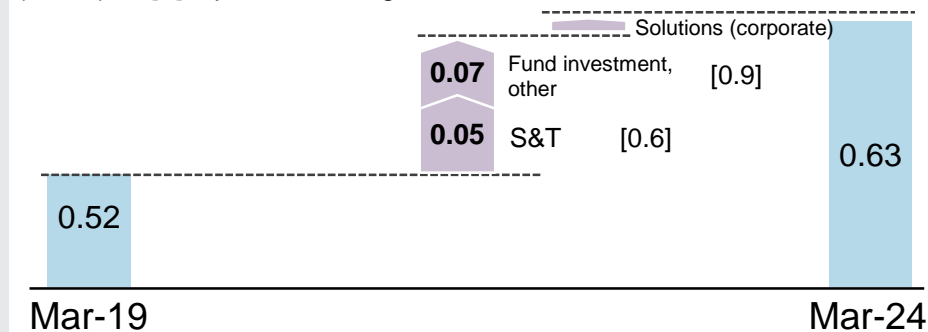 Solutions (corporate)
0.07 Fund investment, [0.9]
other
0.05 S&T [0.6]
0.63
0.52
Mar-19 Mar-24